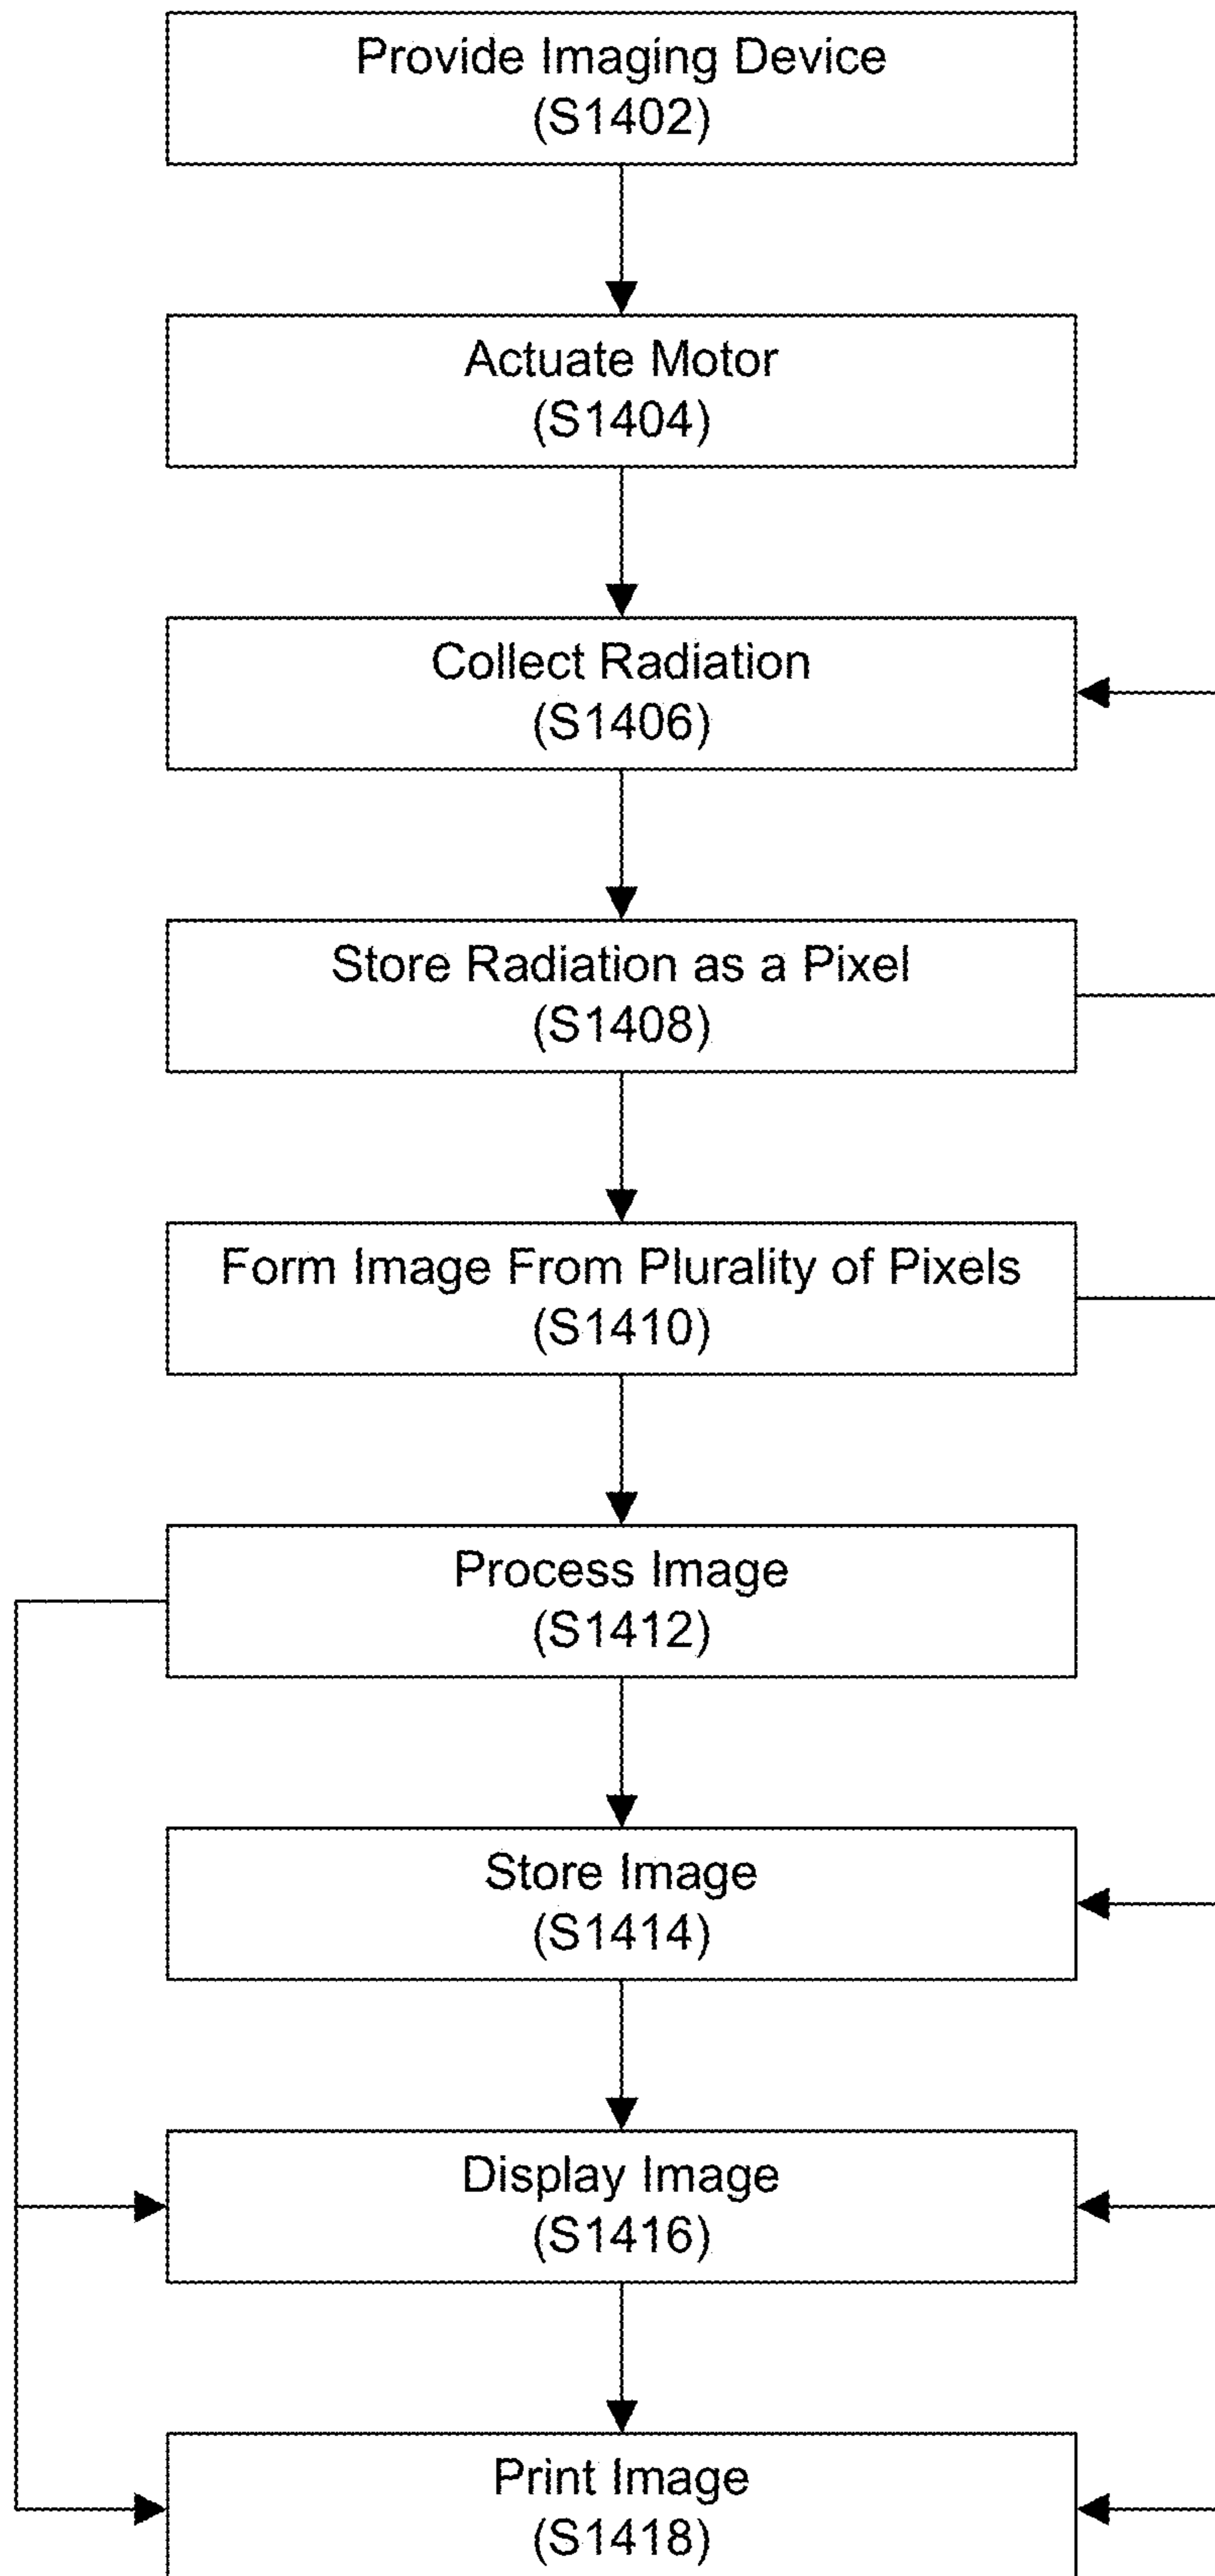 Provide Imaging Device
(S1402)
Actuate Motor
(S1404)
Collect Radiation
(S1406)
Store Radiation as a Pixel
(S1408)
Form Image From Plurality of Pixels
(S1410)
Process Image
(S1412)
Store Image
(S1414)
Display Image
(S1416)
Print Image
(S1418)